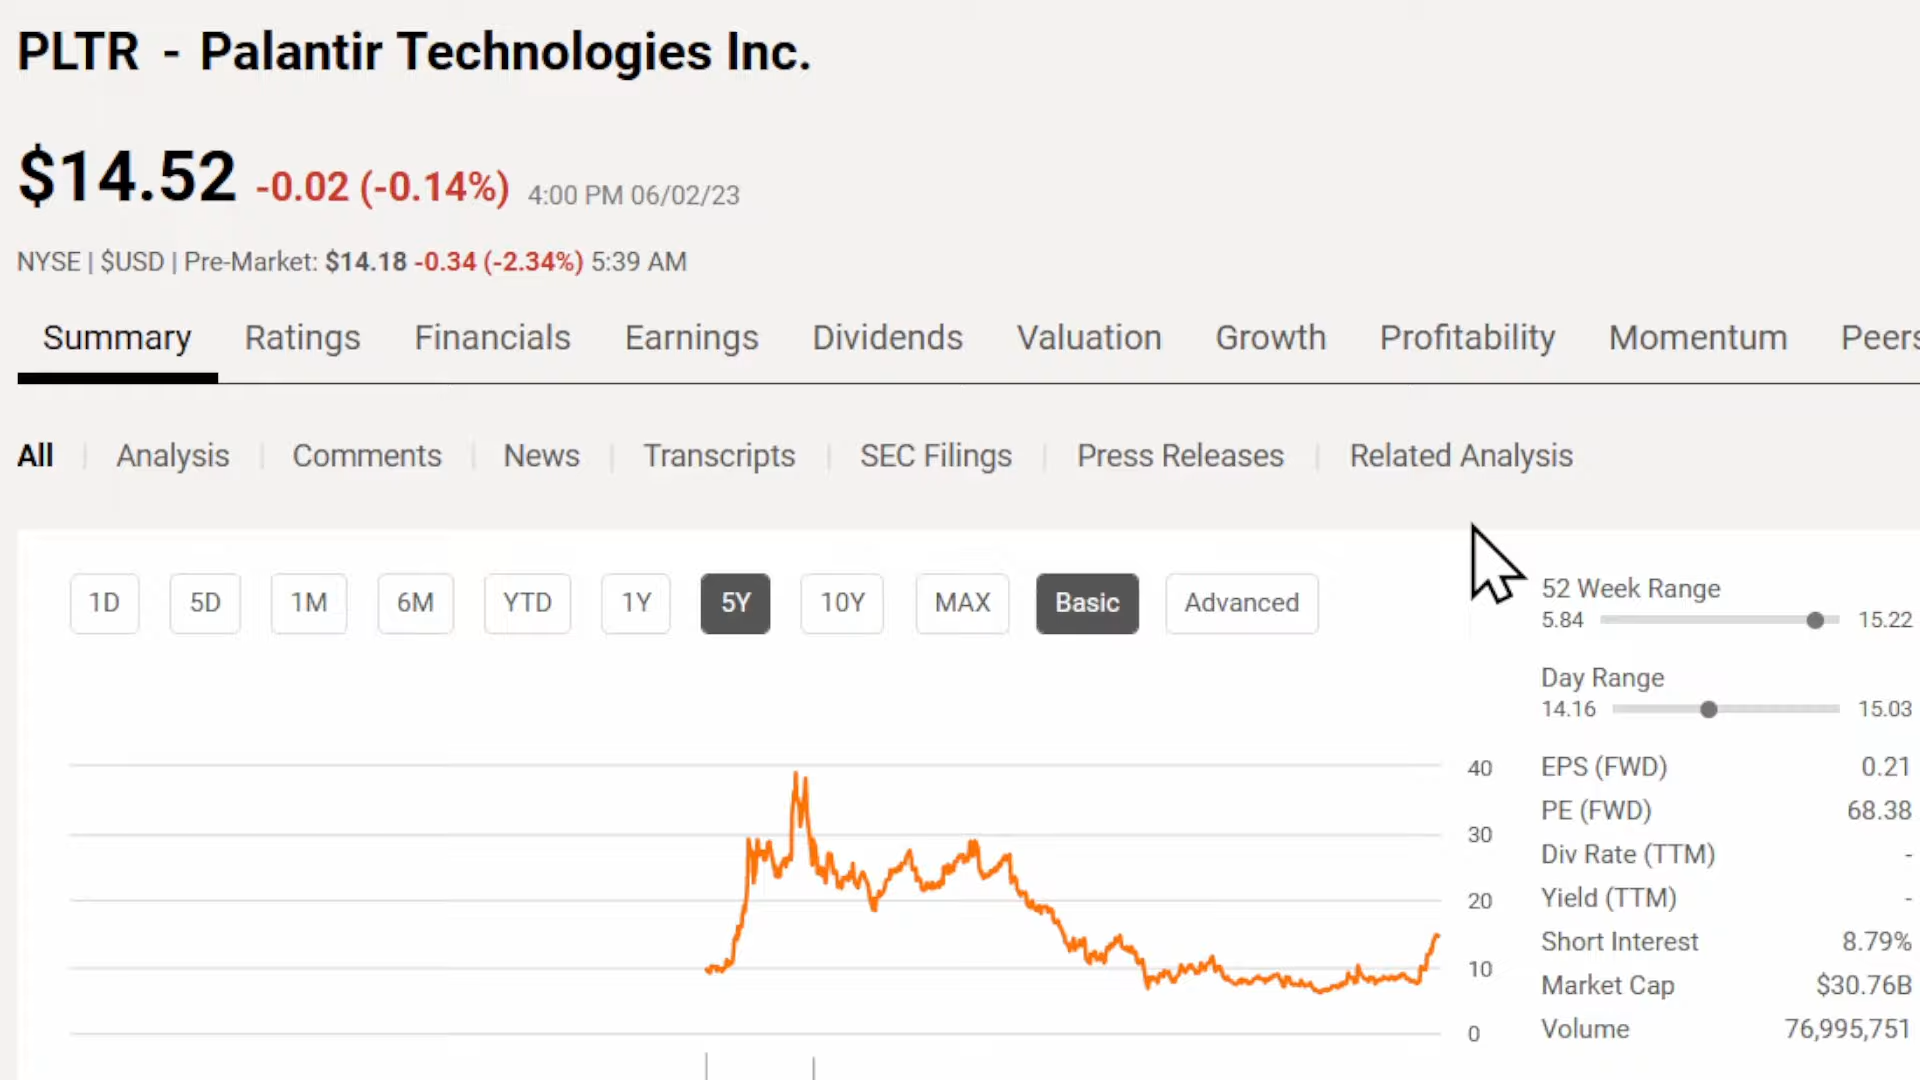 PLTR - Palantir Technologies Inc.
$14.52 -0.02 (-0.14%) 4:00 PM 06/02/23
NYSE | $USD | Pre-Market: $14.18 -0.34 (-2.34%) 5:39 AM
Summary Ratings Financials Earnings Dividends Valuation Growth Profitability Momentum Peers
All | Analysis | Comments | News | Transcripts | SEC Filings | Press Releases | Related Analysis
1D 5D 1M 6M YTD 1Y 5Y 10Y MAX Basic Advanced
40
30
20
10
0
52 Week Range
5.84 15.22
Day Range
14.16 15.03
EPS (FWD) 0.21
PE (FWD) 68.38
Div Rate (TTM) -
Yield (TTM) -
Short Interest 8.79%
Market Cap $30.76B
Volume 76,995,751